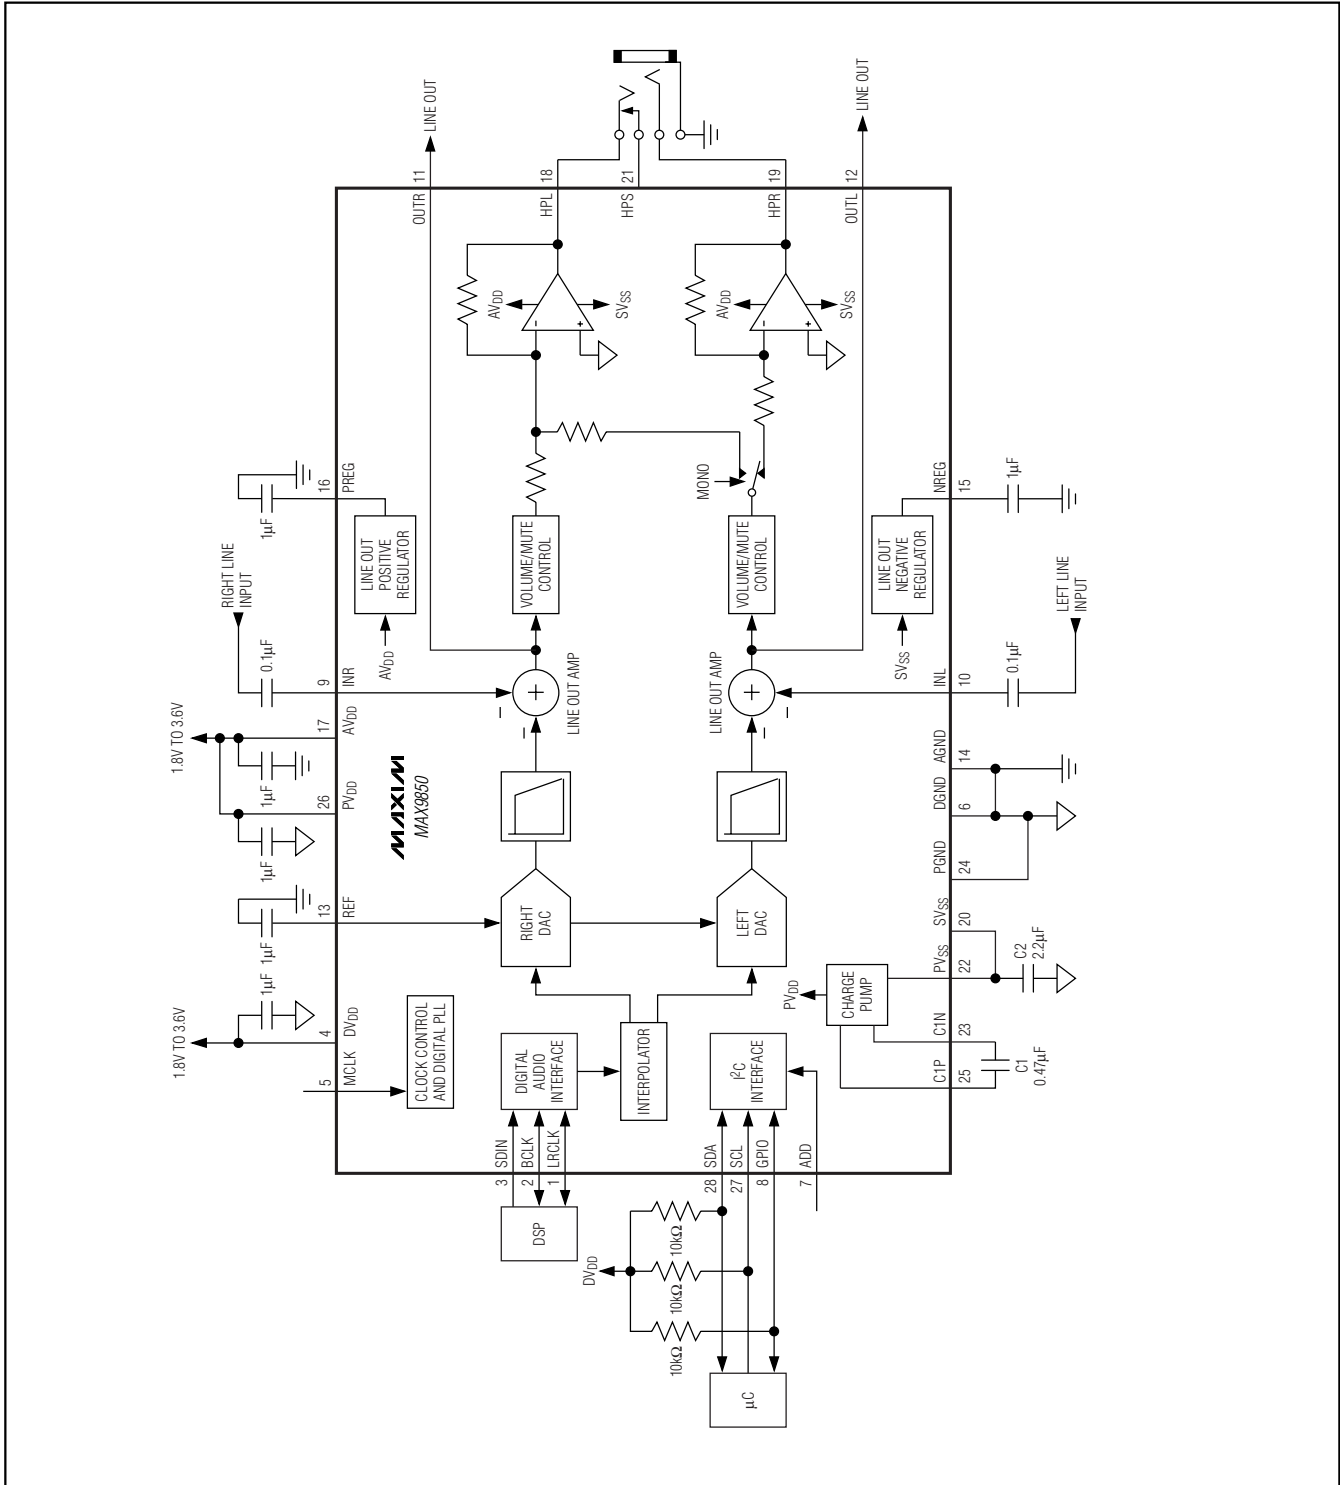 1.8V TO 3.6V
1.8V TO 3.6V
RIGHT LINE
INPUT
1µF
1µF
1µF
1µF
0.1µF
1µF
5
4
13
26
17
9
16
MCLK
DVDD
REF
PVDD
AVDD
INR
PREG
CLOCK CONTROL
AND DIGITAL PLL
MAXIM
MAX9850
AVDD
LINE OUT
POSITIVE
REGULATOR
OUTR
11
LINE OUT
DSP
3
2
1
SDIN
BCLK
LRCLK
DIGITAL
AUDIO
INTERFACE
RIGHT
DAC
+
LINE OUT AMP
VOLUME/MUTE
CONTROL
AVDD
SVSS
-
+
HPL
18
INTERPOLATOR
HPS
21
DVDD
10kΩ
10kΩ
10kΩ
µC
28
27
8
7
SDA
SCL
GPIO
ADD
I2C
INTERFACE
LEFT
DAC
+
LINE OUT AMP
MONO
VOLUME/MUTE
CONTROL
AVDD
SVSS
-
+
HPR
19
PVDD
CHARGE
PUMP
SVSS
LINE OUT
NEGATIVE
REGULATOR
OUTL
12
LINE OUT
C1P
C1N
PVSS
SVSS
PGND
DGND
AGND
INL
NREG
25
23
22
20
24
6
14
10
15
C1
0.47µF
C2
2.2µF
0.1µF
1µF
LEFT LINE
INPUT